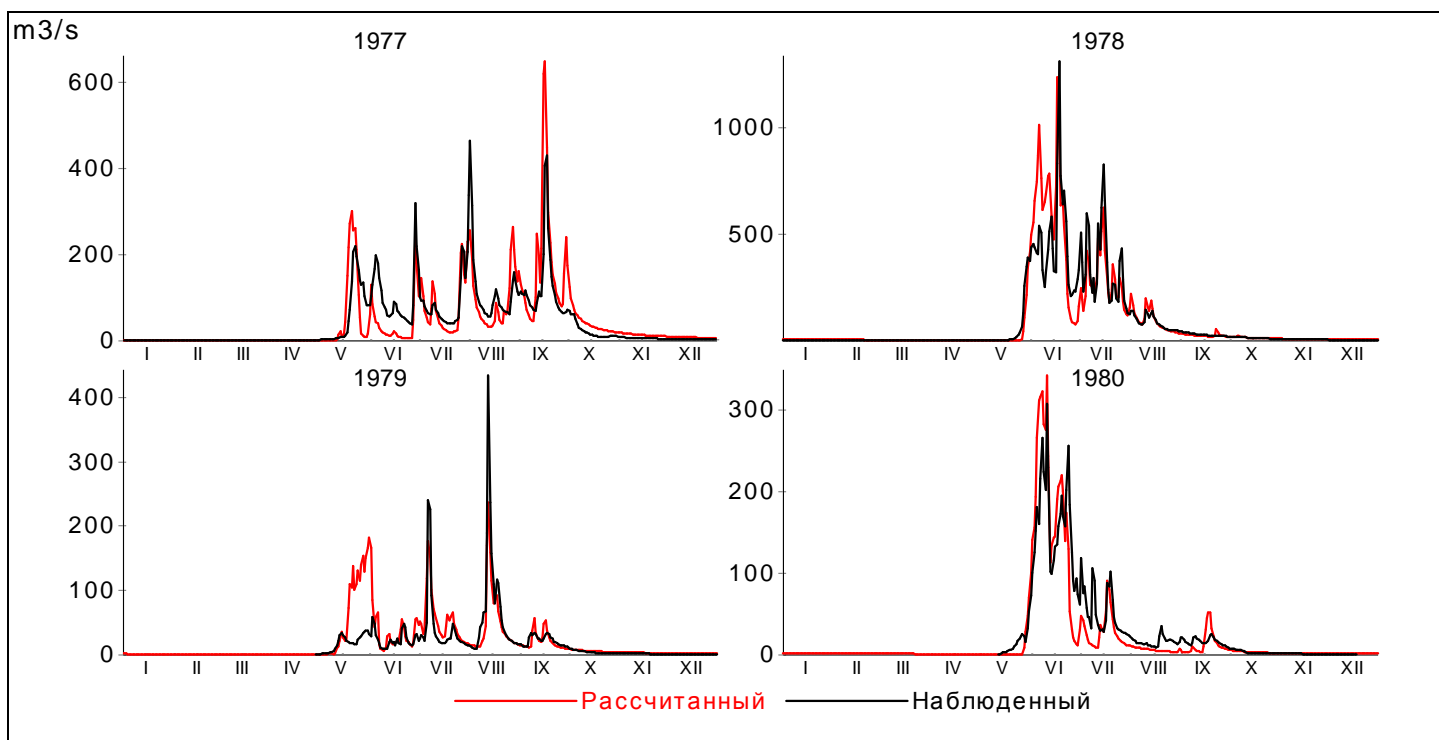 m3/s
1977 1978
600
400
200
0
I II III IV V VI VII VIII IX X XI XII
1000
500
I II III IV V VI VII VIII IX X XI XII
1979 1980
400
300
200
100
0
I II III IV V VI VII VIII IX X XI XII
300
200
100
0
I II III IV V VI VII VIII IX X XI XII
Рассчитанный Наблюденный